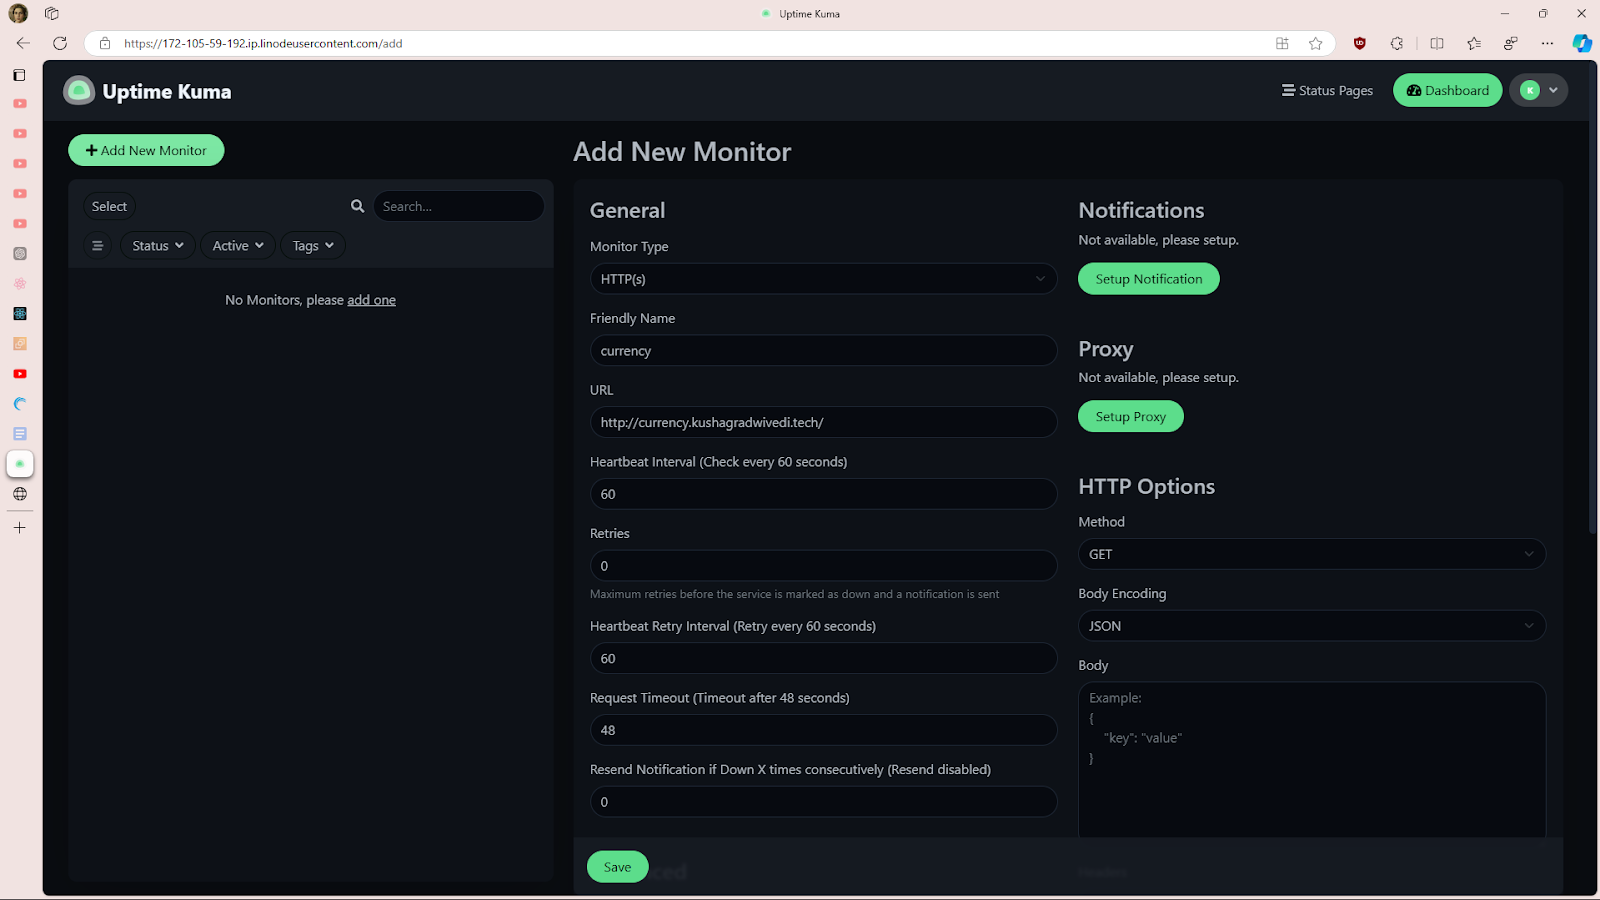 Uptime Kuma
https://172-105-59-192.ip.linodeusercontent.com/add
Uptime Kuma
Status Pages
Dashboard
K
Add New Monitor
Select
Search...
Status
Active
Tags
No Monitors, please add one
Add New Monitor
General
Monitor Type
HTTP(s)
Friendly Name
currency
URL
http://currency.kushagradwivedi.tech/
Heartbeat Interval (Check every 60 seconds)
60
Retries
0
Maximum retries before the service is marked as down and a notification is sent
Heartbeat Retry Interval (Retry every 60 seconds)
60
Request Timeout (Timeout after 48 seconds)
48
Resend Notification if Down X times consecutively (Resend disabled)
0
Save
Notifications
Not available, please setup.
Setup Notification
Proxy
Not available, please setup.
Setup Proxy
HTTP Options
Method
GET
Body Encoding
JSON
Body
Example:
{
"key": "value"
}